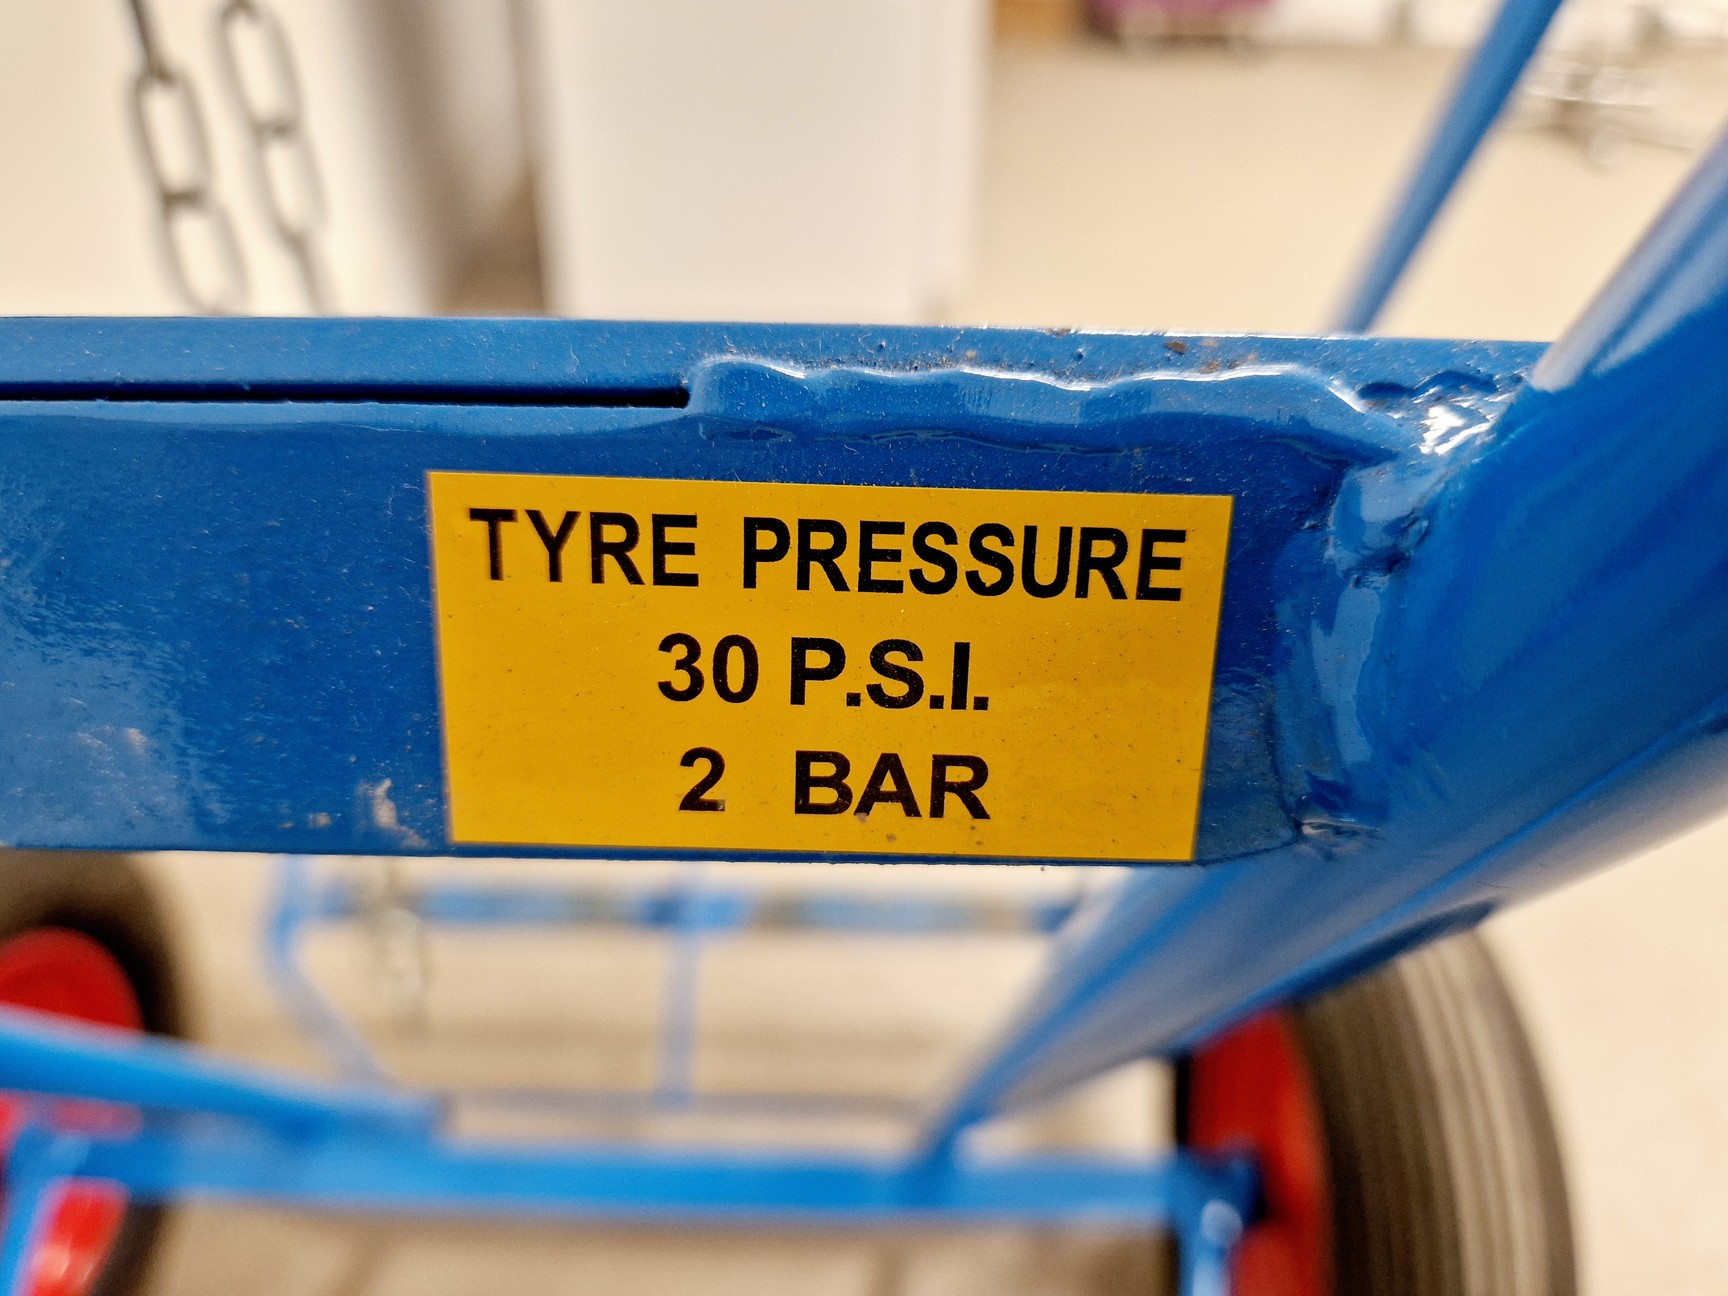 TYRE PRESSURE
30 P.S.I.
2 BAR